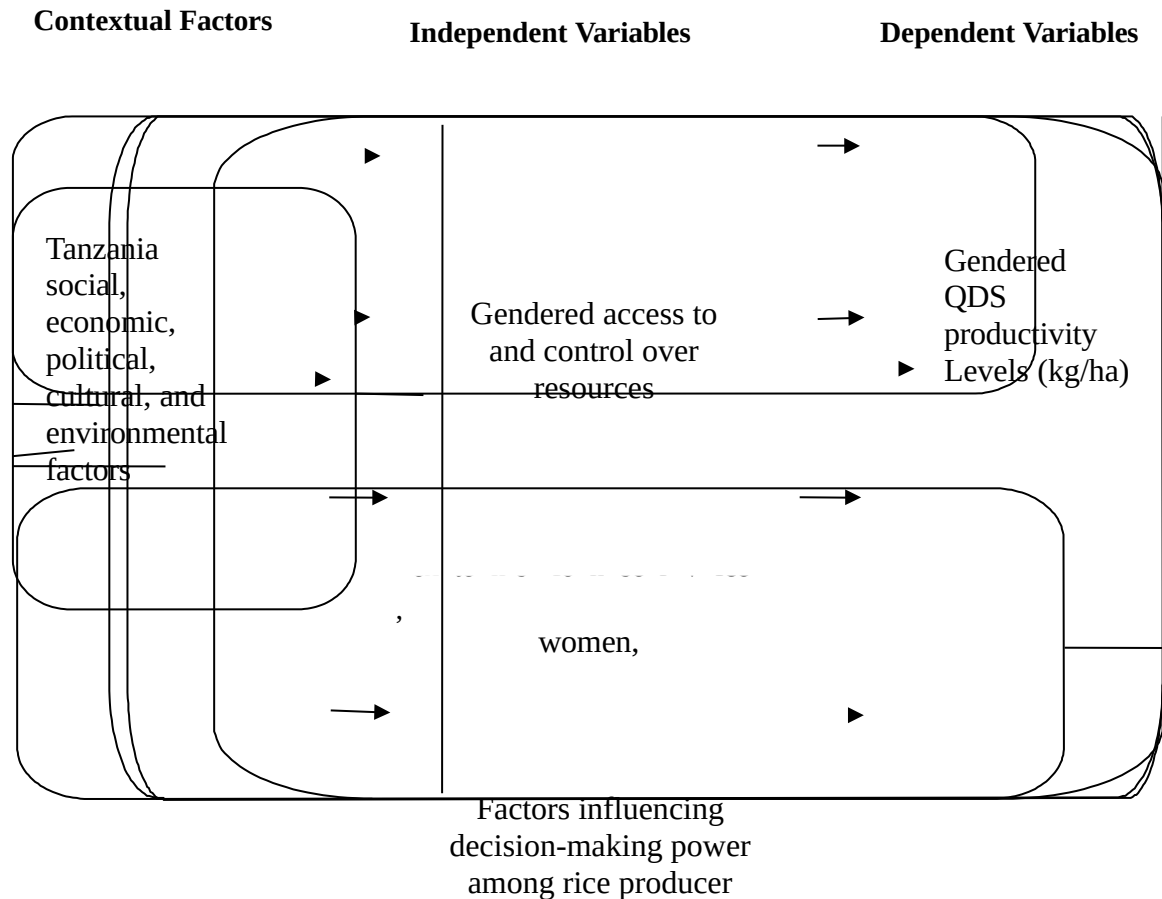 Contextual Factors
Independent Variables
Dependent Variables
Tanzania
social,
economic,
political,
cultural, and
environmental
factors
Gendered access to
and control over
resources
Gendered
QDS
productivity
Levels (kg/ha)
,
women,
Factors influencing
decision-making power
among rice producer